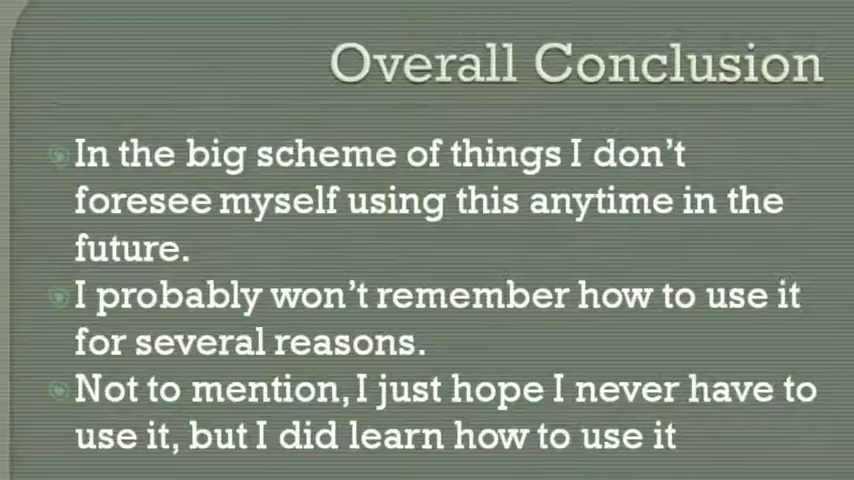 Overall Conclusion
In the big scheme of things I don't
foresee myself using this anytime in the
future.
I probably won't remember how to use it
for several reasons.
Not to mention, I just hope I never have to
use it, but I did learn how to use it